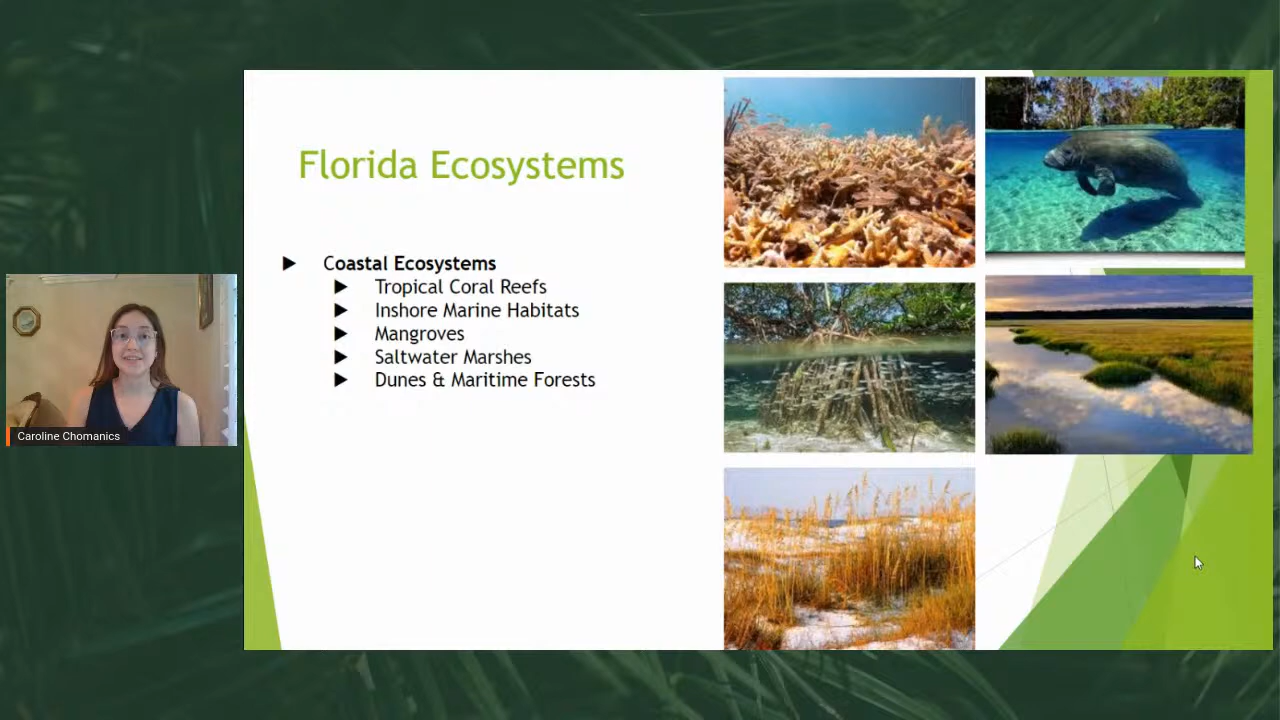 Florida Ecosystems
Coastal Ecosystems
Tropical Coral Reefs
Inshore Marine Habitats
Mangroves
Saltwater Marshes
Dunes & Maritime Forests
Caroline Chomanics